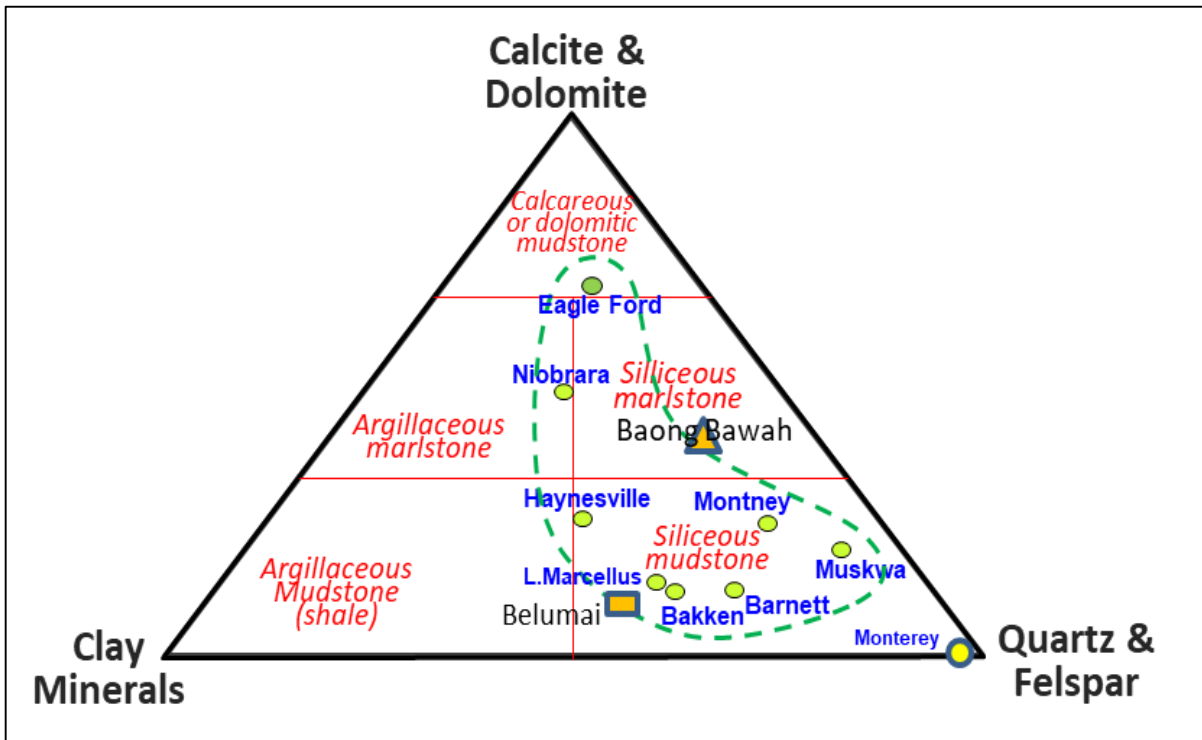 Calcite &
Dolomite
Calcareous
or dolomitic
mudstone
Eagle Ford
Niobrara
Silliceous
marlstone
Argillaceous
marlstone
Baong Bawah
Haynesville
Montney
Siliceous
mudstone
Argillaceous
Mudstone
(shale)
L.Marcellus
Muskwa
Belumai
Bakken
Barnett
Monterey
Clay
Minerals
Quartz &
Felspar